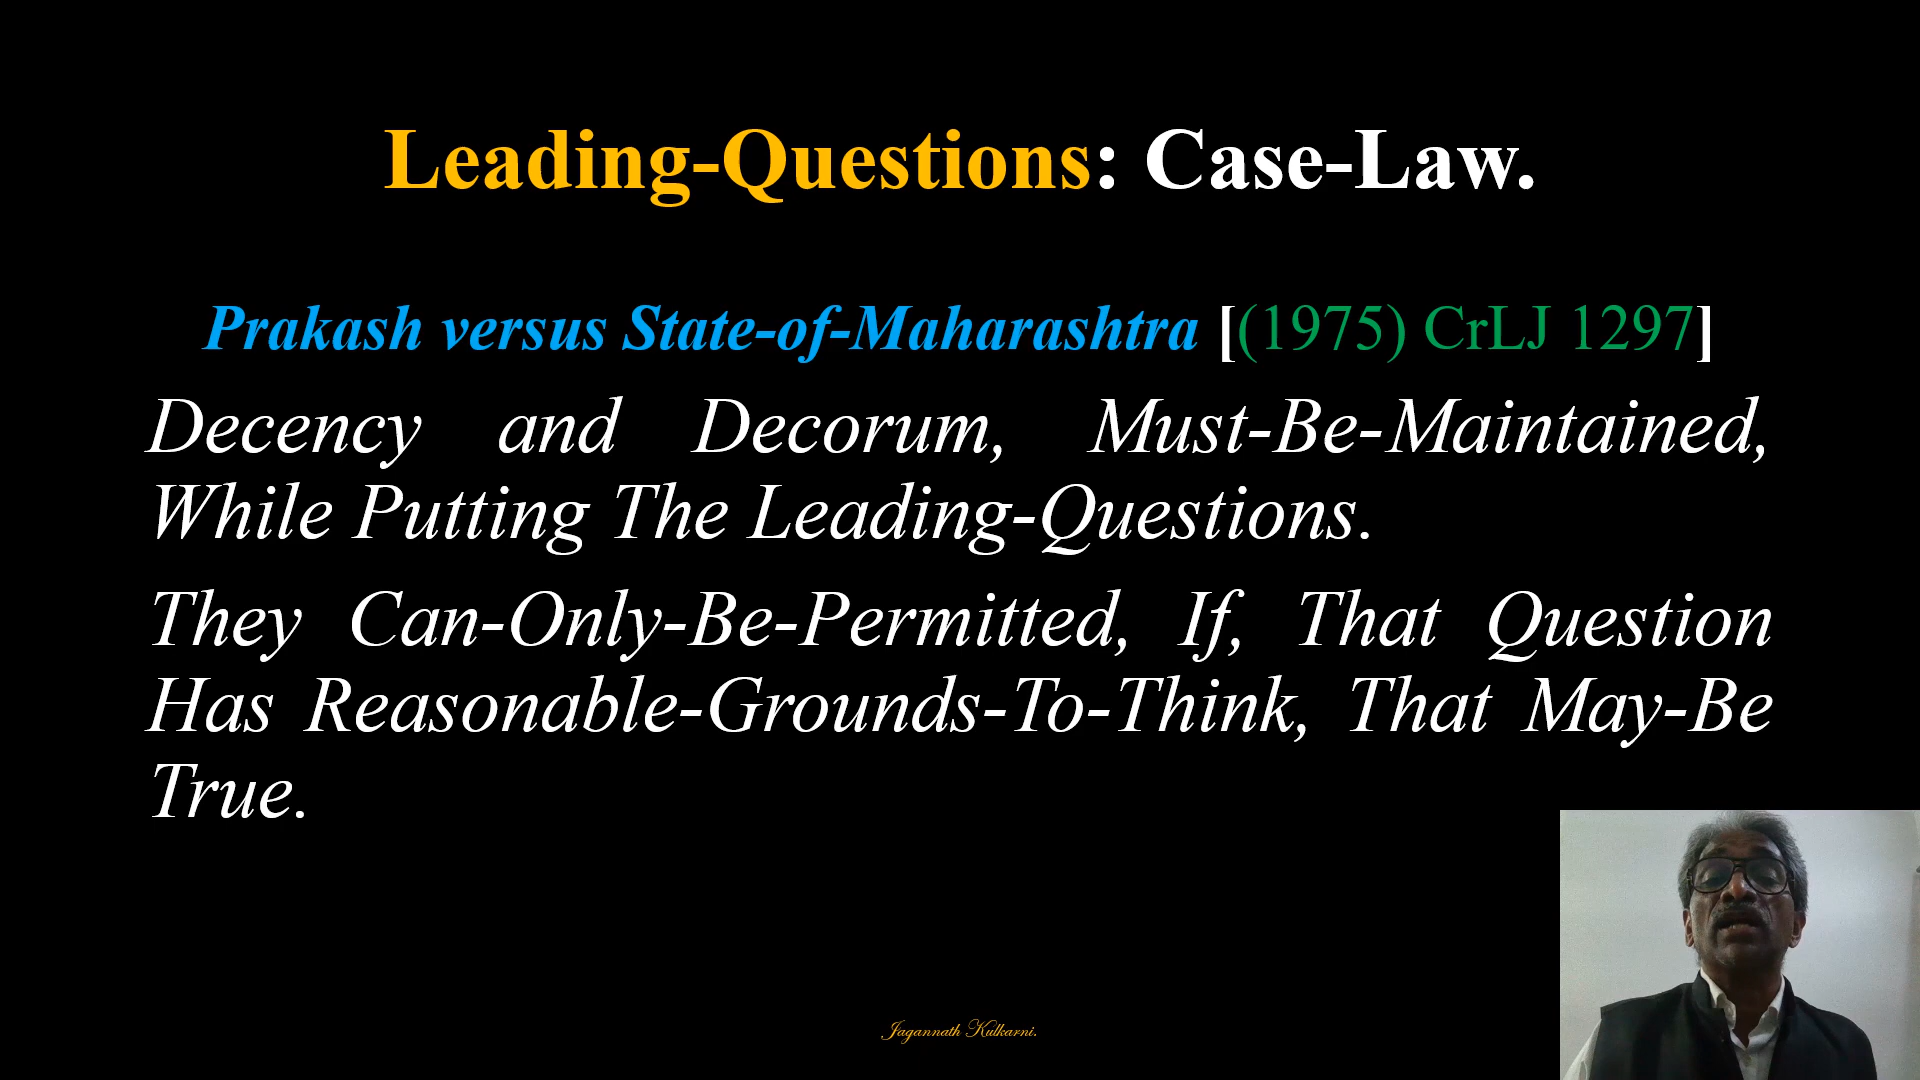 Leading-Questions: Case-Law.
Prakash versus State-of-Maharashtra [(1975) CrLJ 1297]
Decency and Decorum, Must-Be-Maintained,
While Putting The Leading-Questions.
They Can-Only-Be-Permitted, If, That Question
Has Reasonable-Grounds-To-Think, That May-Be
True.
Jagannath Kulkarni.